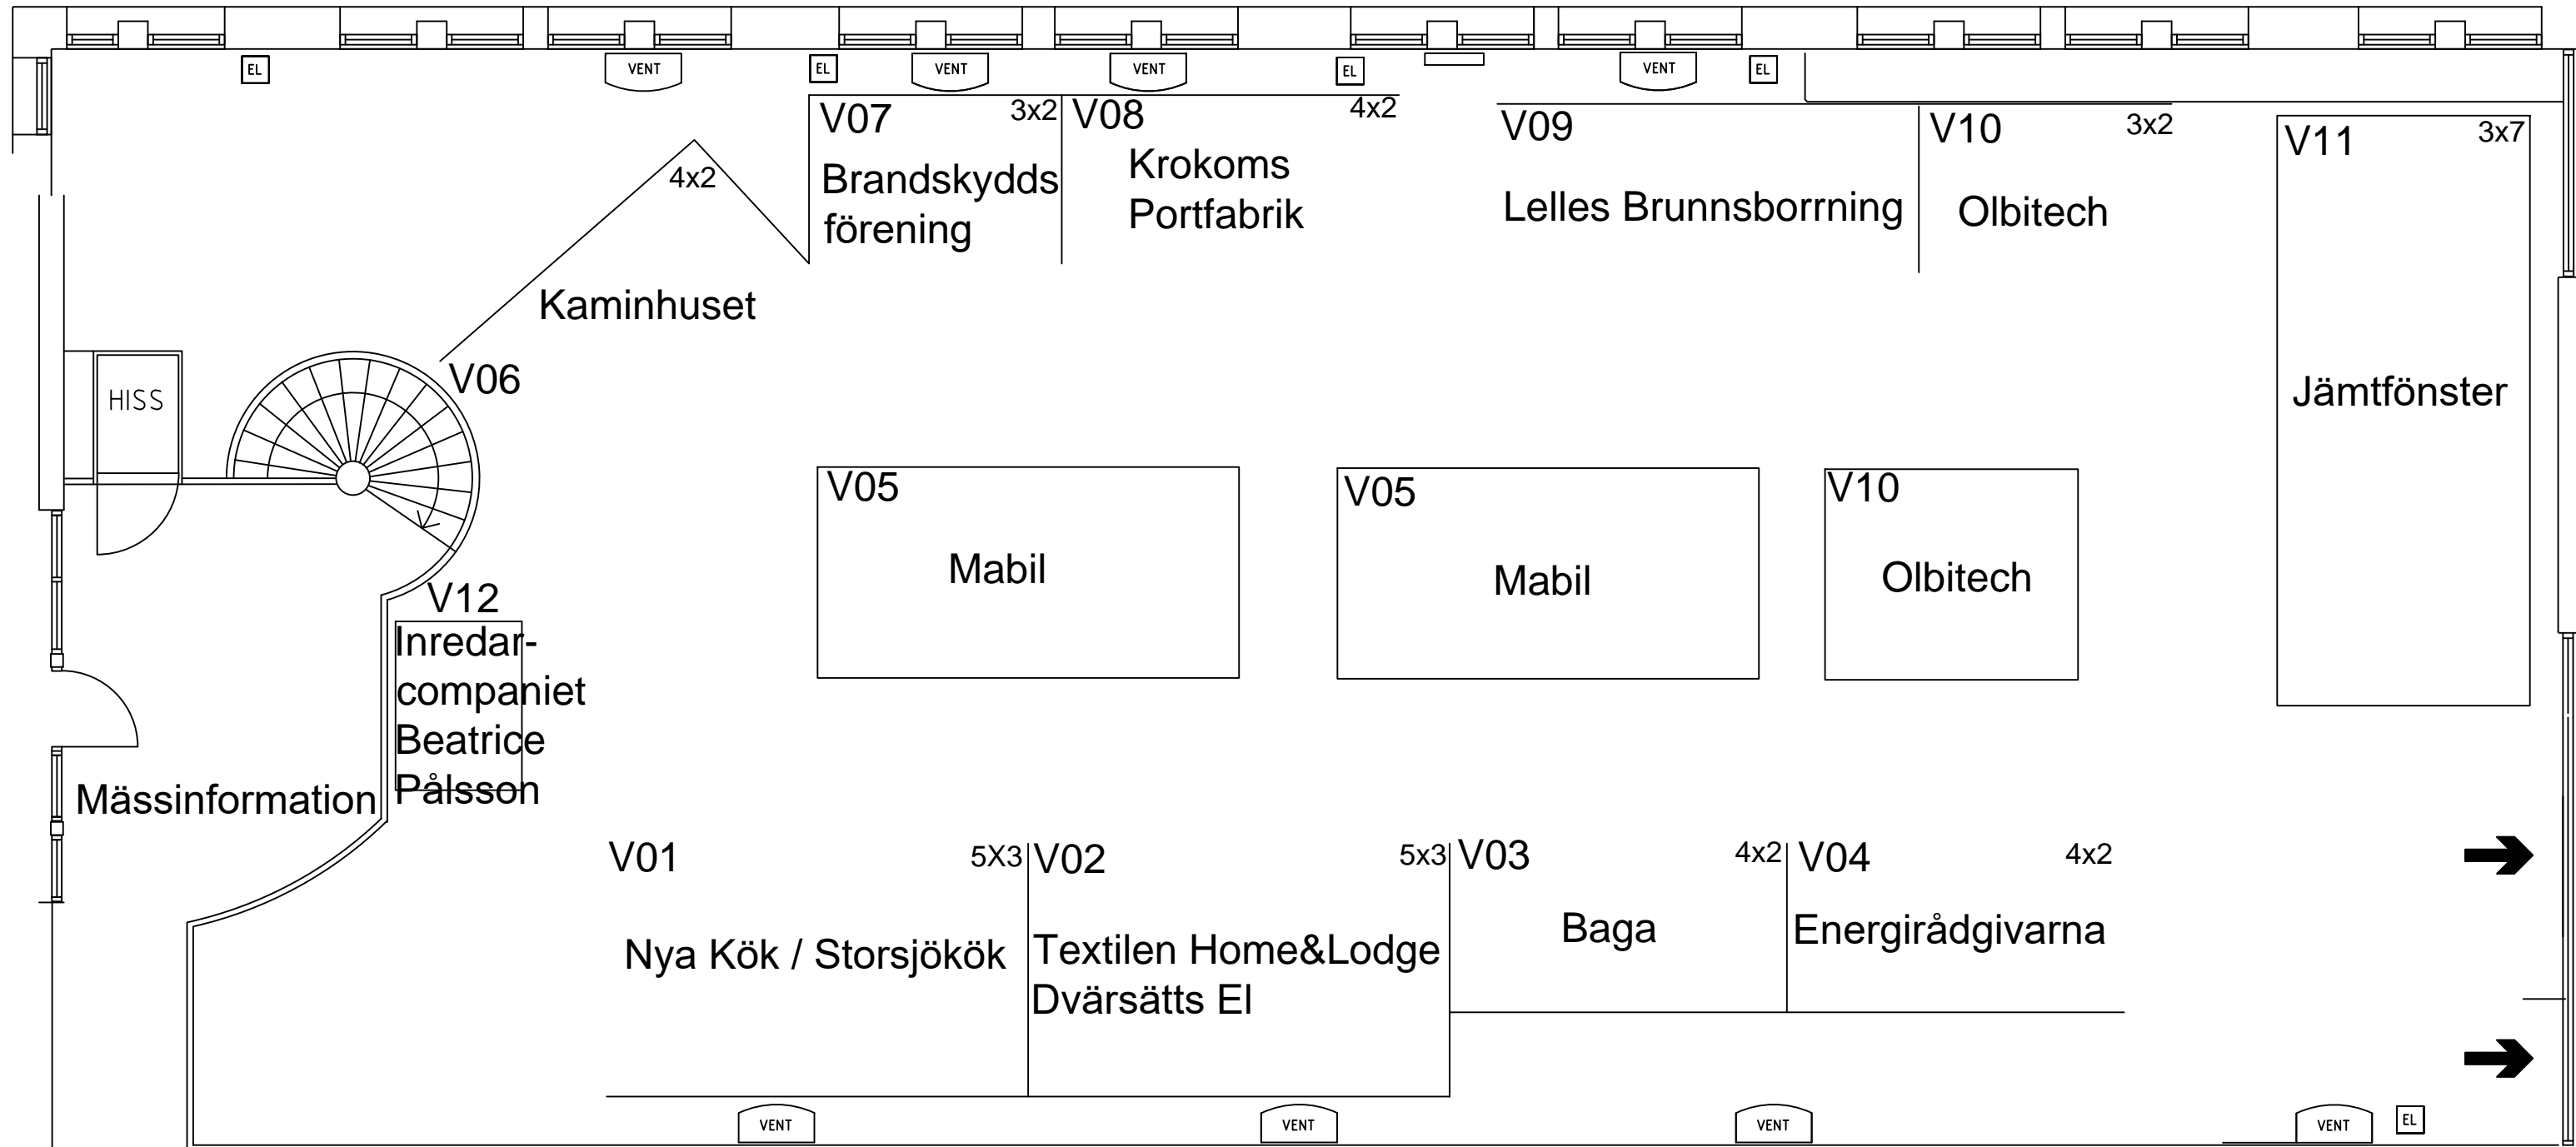 EL
VENT
EL
VENT
VENT
EL
VENT
EL
V07
3x2
Brandskydds
förening
V08
4x2
Krokoms
Portfabrik
V09
Lelles Brunnsborrning
V10
3x2
Olbitech
V11
3x7
Jämtfönster
4x2
Kaminhuset
V06
HISS
V05
Mabil
V05
Mabil
V10
Olbitech
V12
Inredar-
companiet
Beatrice
Pålsson
Mässinformation
V01
5X3
Nya Kök / Storsjökök
V02
5x3
Textilen Home&Lodge
Dvärsätts El
V03
4x2
Baga
V04
4x2
Energirådgivarna
VENT
VENT
VENT
VENT
EL